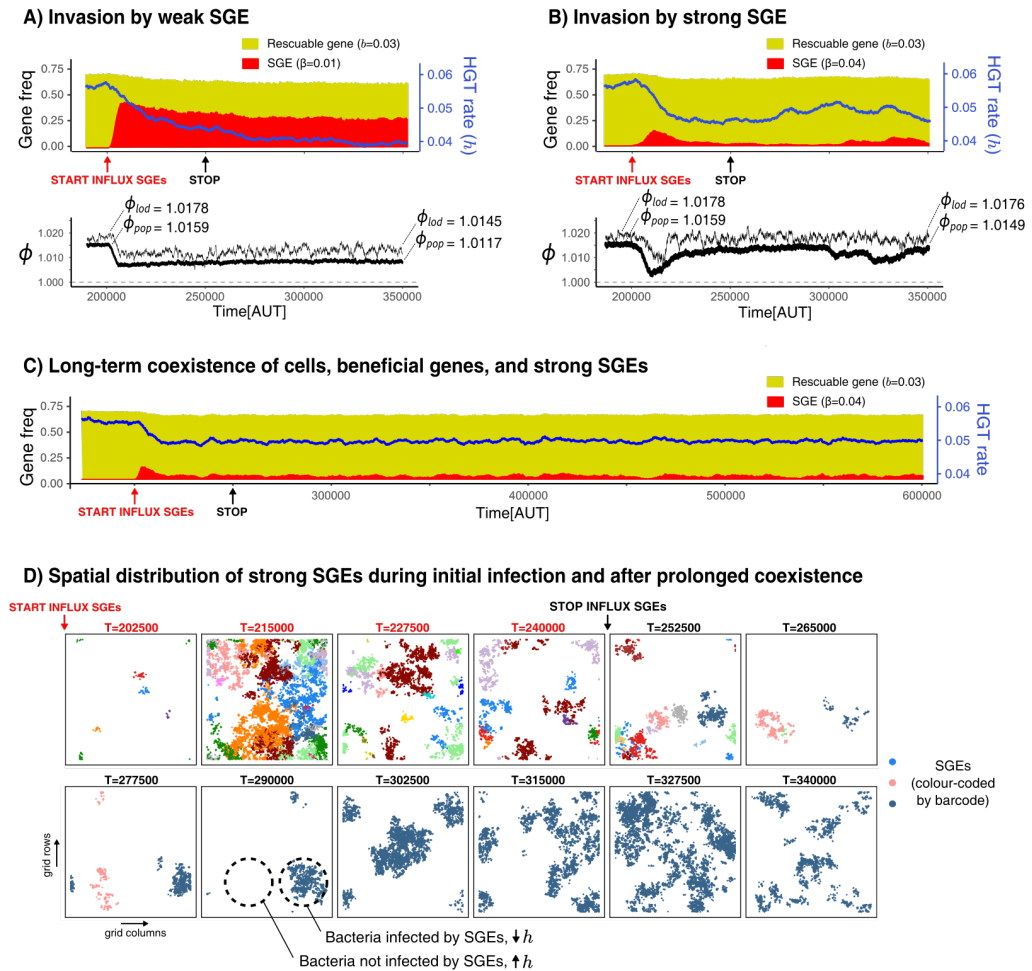 A) Invasion by weak SGE
Rescuable gene (b=0.03)
SGE (β=0.01)
Gene freq
0.75
0.50
0.25
0.00
0.06
0.05
0.04
HGT rate (h)
START INFLUX SGEs
STOP
ϕlod = 1.0178
ϕpop = 1.0159
ϕlod = 1.0145
ϕpop = 1.0117
ϕ
1.020
1.010
1.000
200000 250000 300000 350000
Time[AUT]
B) Invasion by strong SGE
Rescuable gene (b=0.03)
SGE (β=0.04)
Gene freq
0.75
0.50
0.25
0.00
0.06
0.05
0.04
HGT rate (h)
START INFLUX SGEs
STOP
ϕlod = 1.0178
ϕpop = 1.0159
ϕlod = 1.0176
ϕpop = 1.0149
ϕ
1.020
1.010
1.000
200000 250000 300000 350000
Time[AUT]
C) Long-term coexistence of cells, beneficial genes, and strong SGEs
Rescuable gene (b=0.03)
SGE (β=0.04)
Gene freq
0.75
0.50
0.25
0.00
0.06
0.05
0.04
HGT rate
300000 400000 500000 600000
START INFLUX SGEs
STOP
Time[AUT]
D) Spatial distribution of strong SGEs during initial infection and after prolonged coexistence
START INFLUX SGEs
STOP INFLUX SGEs
T=202500 T=215000 T=227500 T=240000 T=252500 T=265000
T=277500 T=290000 T=302500 T=315000 T=327500 T=340000
SGEs
(colour-coded
by barcode)
grid rows
grid columns
Bacteria infected by SGEs, ↓h
Bacteria not infected by SGEs, ↑h